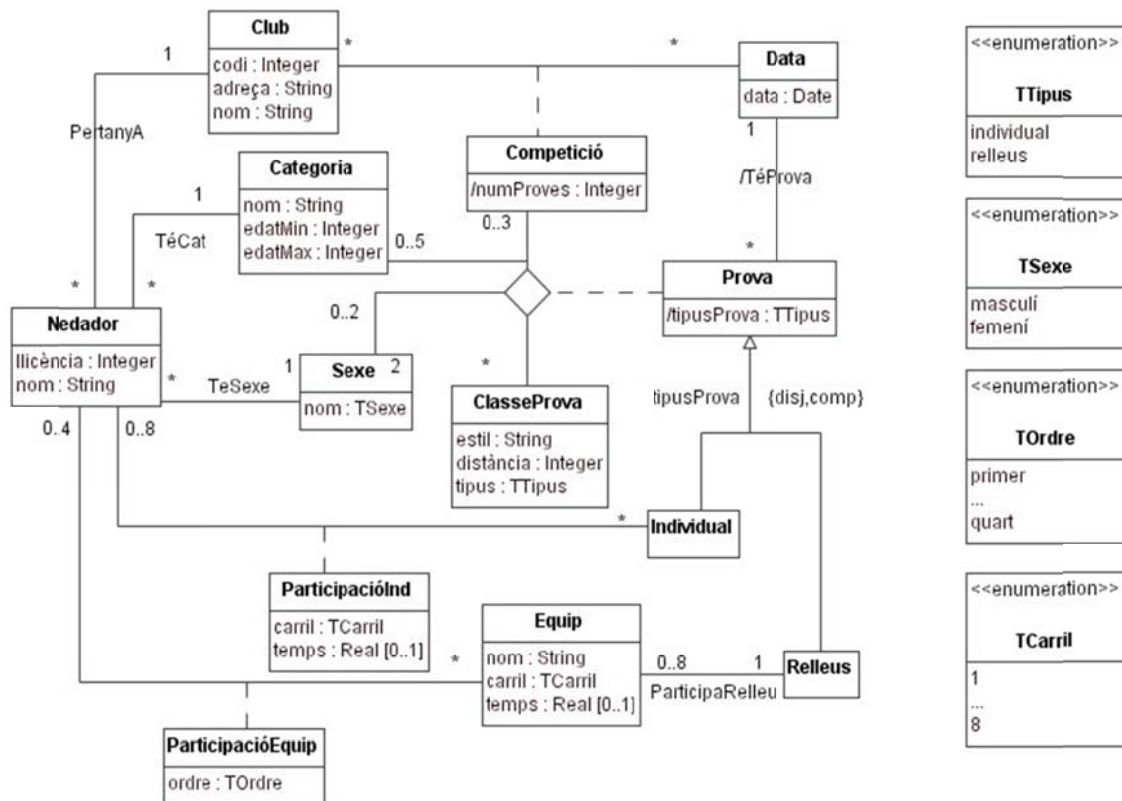 Club
codi : Integer
adreça : String
nom : String
*
*
1
Data
data : Date
1
PertanyA
/TéProva
Competició
/numProves : Integer
0..3
Categoria
nom : String
edatMin : Integer
edatMax : Integer
1
TéCat
0..5
*
*
*
Prova
/tipusProva : TTipus
0..2
Nedador
llicència : Integer
nom : String
*
TeSexe
1
2
Sexe
nom : TSexe
*
ClasseProva
estil : String
distància : Integer
tipus : TTipus
tipusProva
{disj,comp}
0..4
0..8
*
Individual
ParticipacióInd
carril : TCarril
temps : Real [0..1]
*
Equip
nom : String
carril : TCarril
temps : Real [0..1]
0..8
1
ParticipaRelleu
Relleus
ParticipacióEquip
ordre : TOrdre
<<enumeration>>
TTipus
individual
relleus
<<enumeration>>
TSexe
masculí
femení
<<enumeration>>
TOrdre
primer
...
quart
<<enumeration>>
TCarril
1
...
8